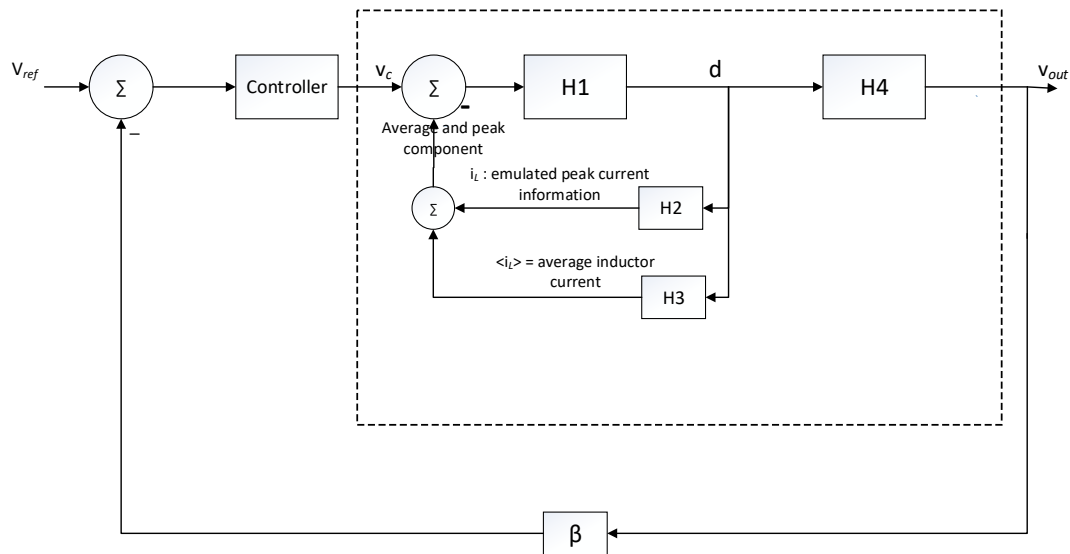 V_ref
Σ
–
Controller
v_c
Σ
-
H1
d
H4
v_out
Average and peak
component
i_L : emulated peak current
information
Σ
H2
<i_L> = average inductor
current
H3
β